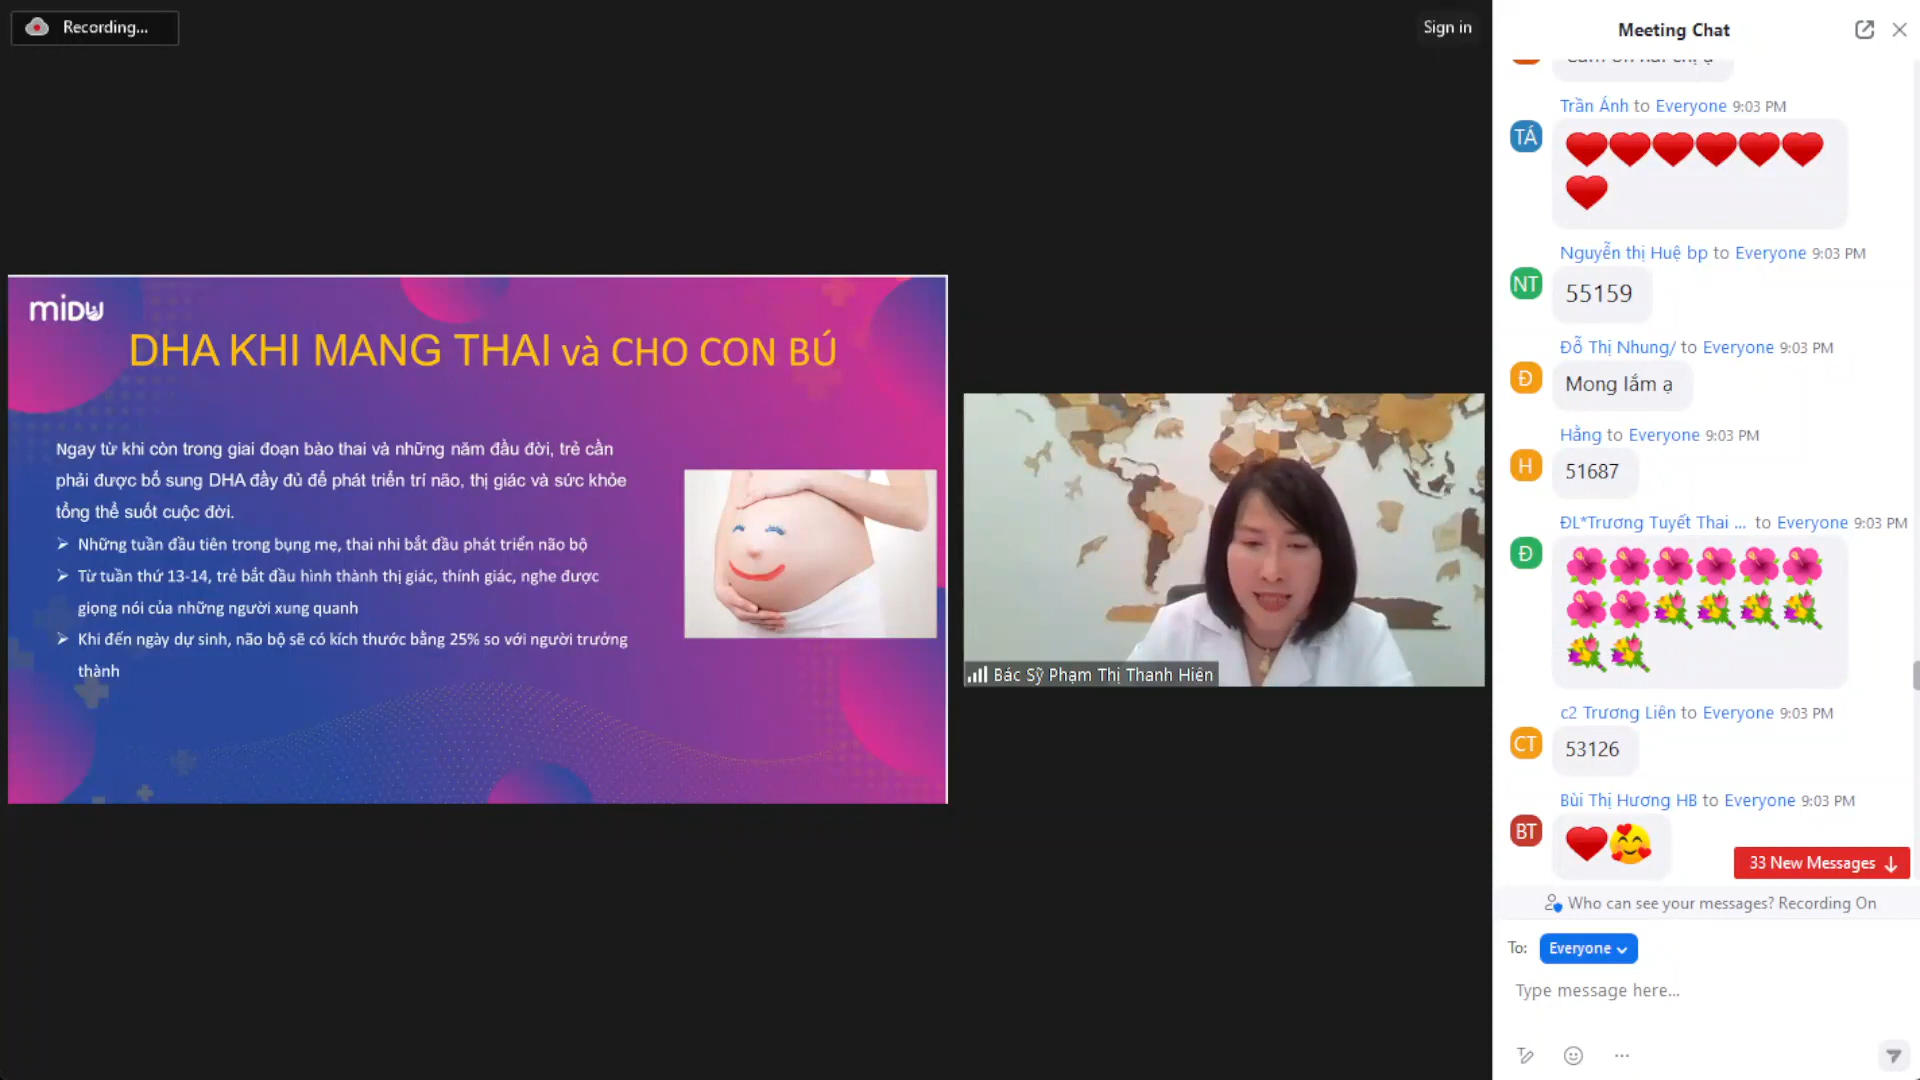 Recording...
Sign in
MIDU
DHA KHI MANG THAI và CHO CON BÚ
Ngay từ khi còn trong giai đoạn bào thai và những năm đầu đời, trẻ cần
phải được bổ sung DHA đầy đủ để phát triển trí não, thị giác và sức khỏe
tổng thể suốt cuộc đời.
➢ Những tuần đầu tiên trong bụng mẹ, thai nhi bắt đầu phát triển não bộ
➢ Từ tuần thứ 13-14, trẻ bắt đầu hình thành thị giác, thính giác, nghe được
giọng nói của những người xung quanh
➢ Khi đến ngày dự sinh, não bộ sẽ có kích thước bằng 25% so với người trưởng
thành
Bác Sỹ Phạm Thị Thanh Hiên
Meeting Chat
Trần Ánh to Everyone 9:03 PM
TÁ
Nguyễn thị Huệ bp to Everyone 9:03 PM
NT
55159
Đỗ Thị Nhung/ to Everyone 9:03 PM
Đ
Mong lắm ạ
Hằng to Everyone 9:03 PM
H
51687
ĐL*Trương Tuyết Thai ... to Everyone 9:03 PM
Đ
c2 Trương Liên to Everyone 9:03 PM
CT
53126
Bùi Thị Hương HB to Everyone 9:03 PM
BT
33 New Messages
Who can see your messages? Recording On
To: Everyone
Type message here...